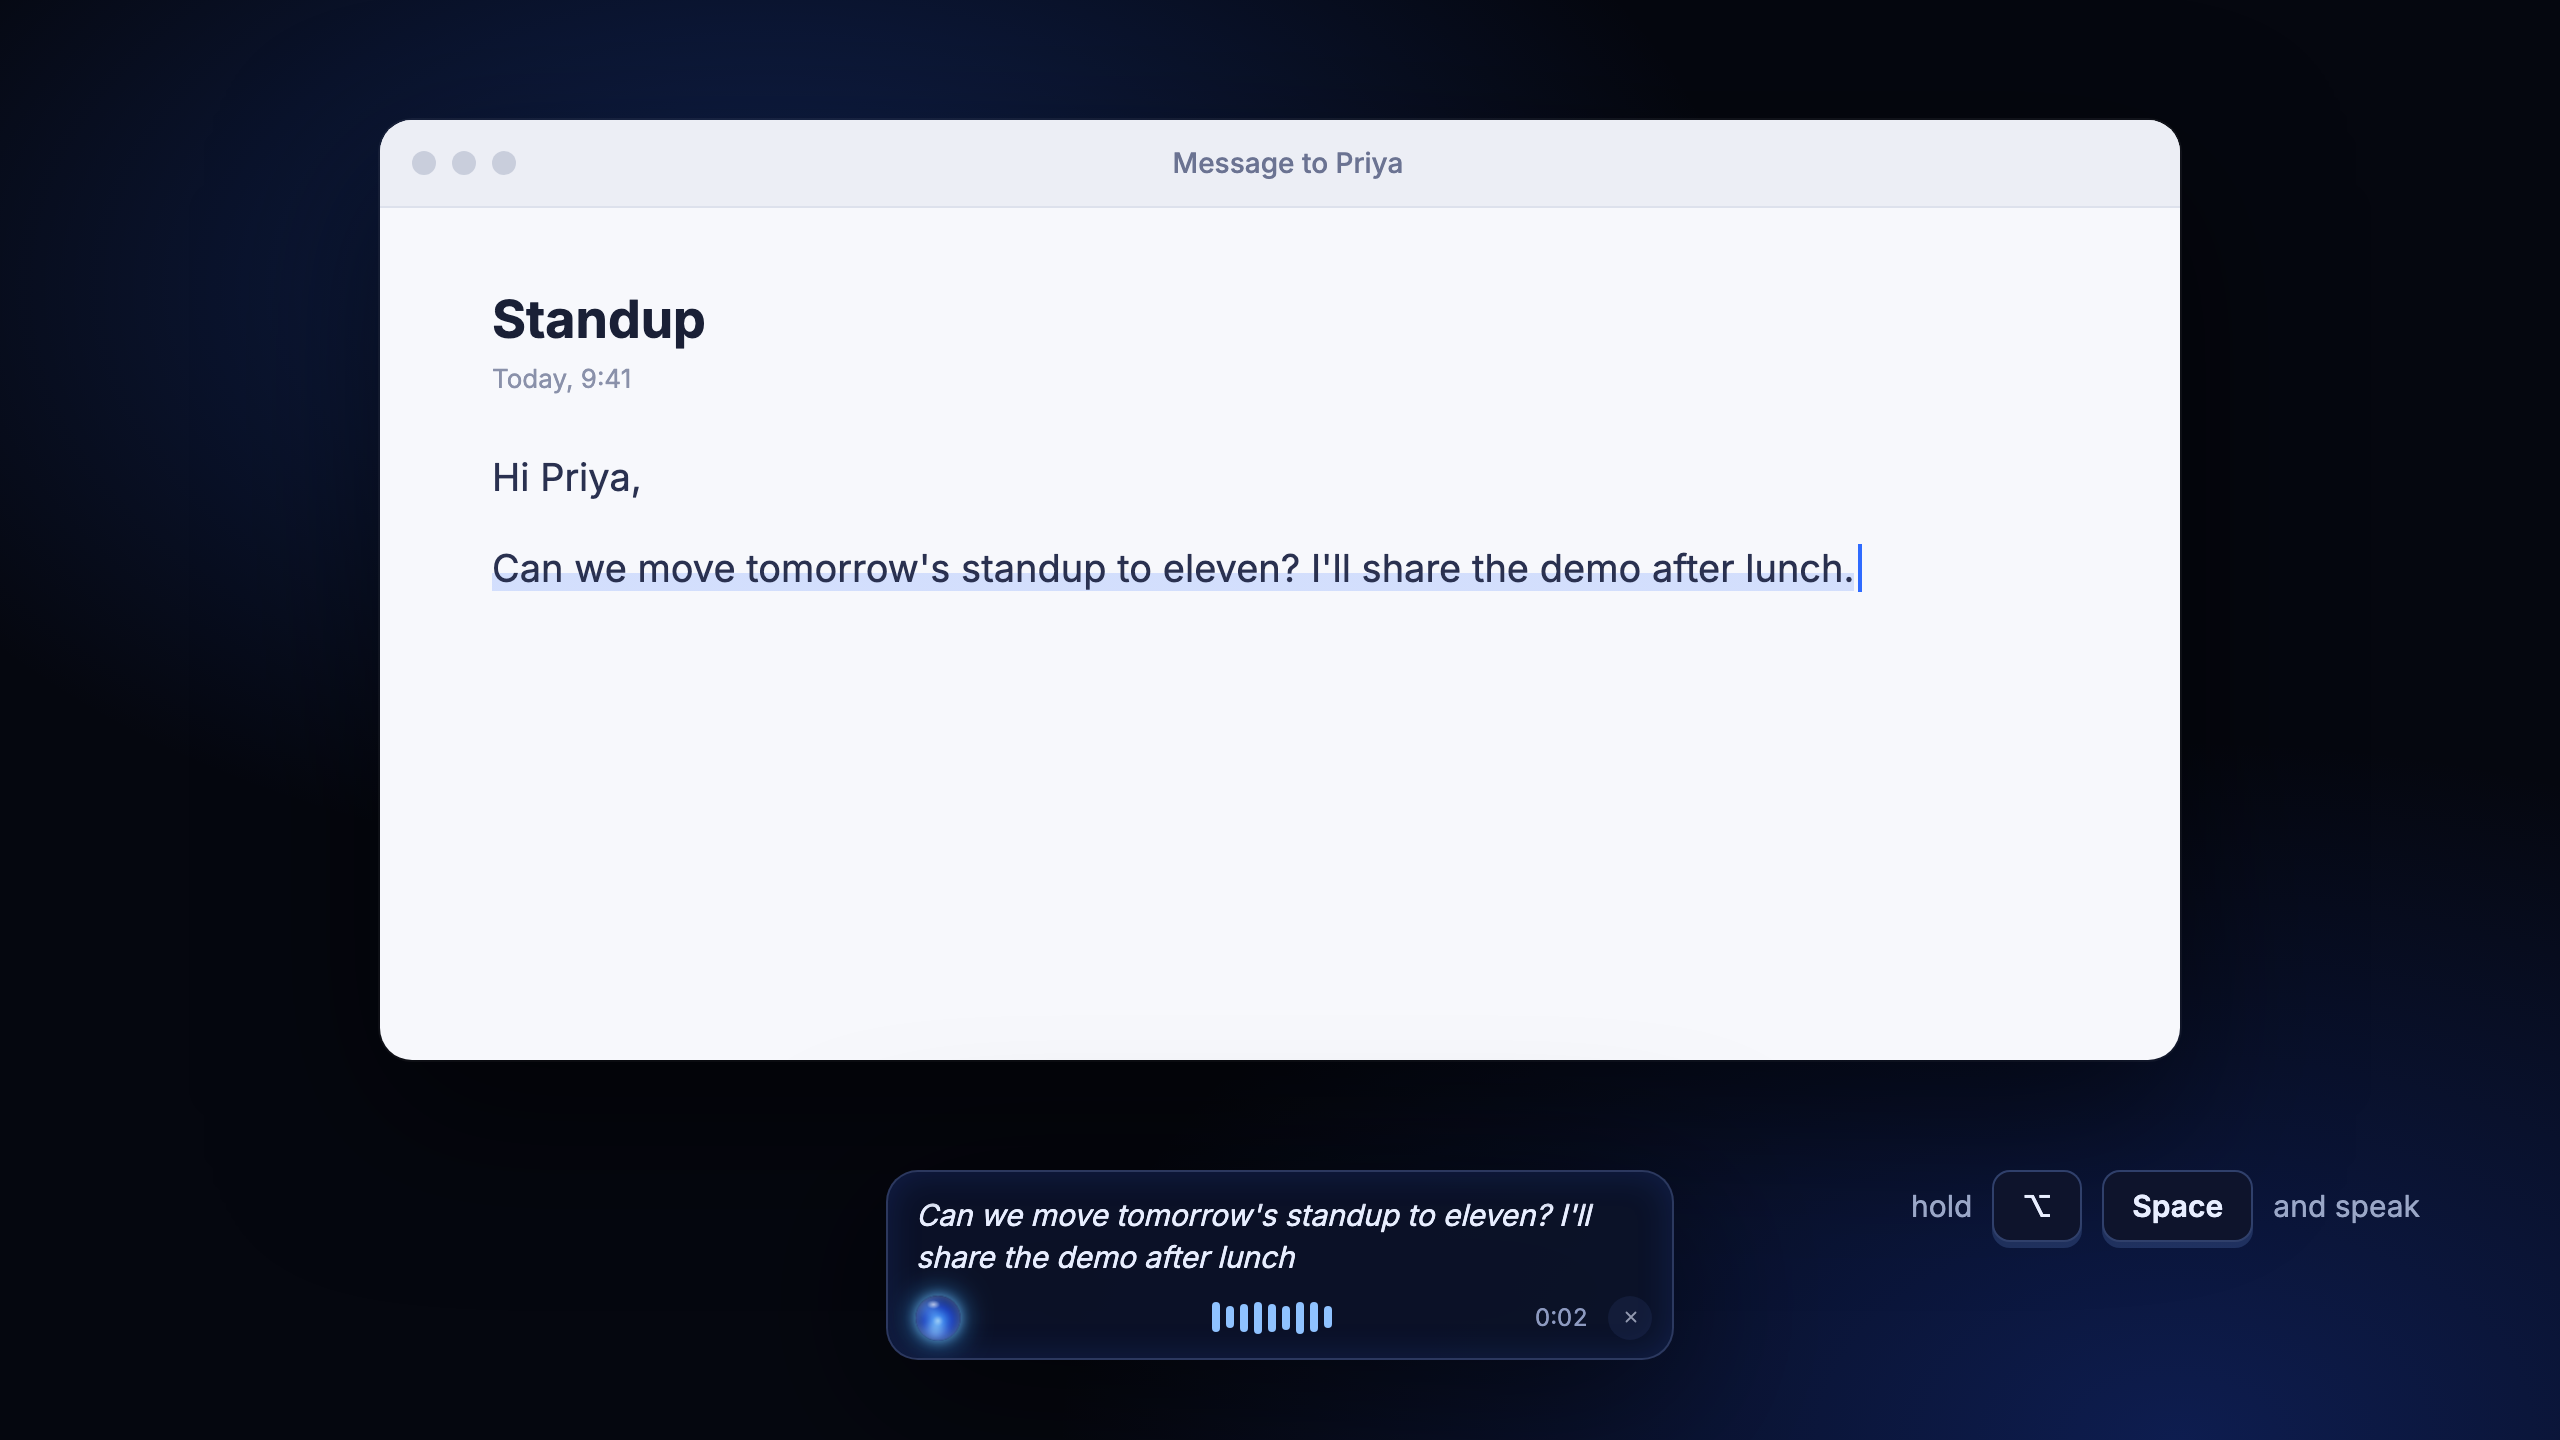 Message to Priya
Standup
Today, 9:41
Hi Priya,
Can we move tomorrow's standup to eleven? I'll share the demo after lunch.
Can we move tomorrow's standup to eleven? I'll
share the demo after lunch
0:02 ×
hold ⌥ Space and speak